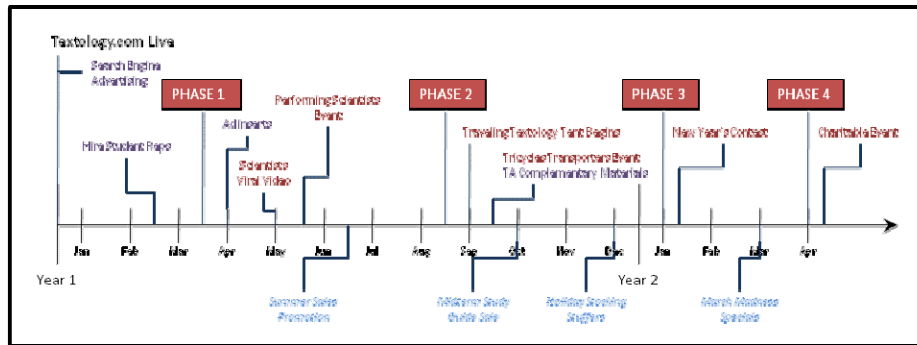 Textology.com Live
Search Engine
Advertising
PHASE 1
PHASE 2
PHASE 3
PHASE 4
Performing Scientists
Event
Ad Inserts
Traveling Textology Tent Begins
New Year's Contest
Charitable Event
Hire Student Reps
Scientists
Viral Video
Tricycles Transporters Event
TA Complementary Materials
Jan Feb Mar Apr May Jun Jul Aug Sep Oct Nov Dec Jan Feb Mar Apr
Year 1
Year 2
Summer Sales
Promotion
Midterm Study
Guide Sale
Holiday Stocking
Stuffers
March Madness
Specials